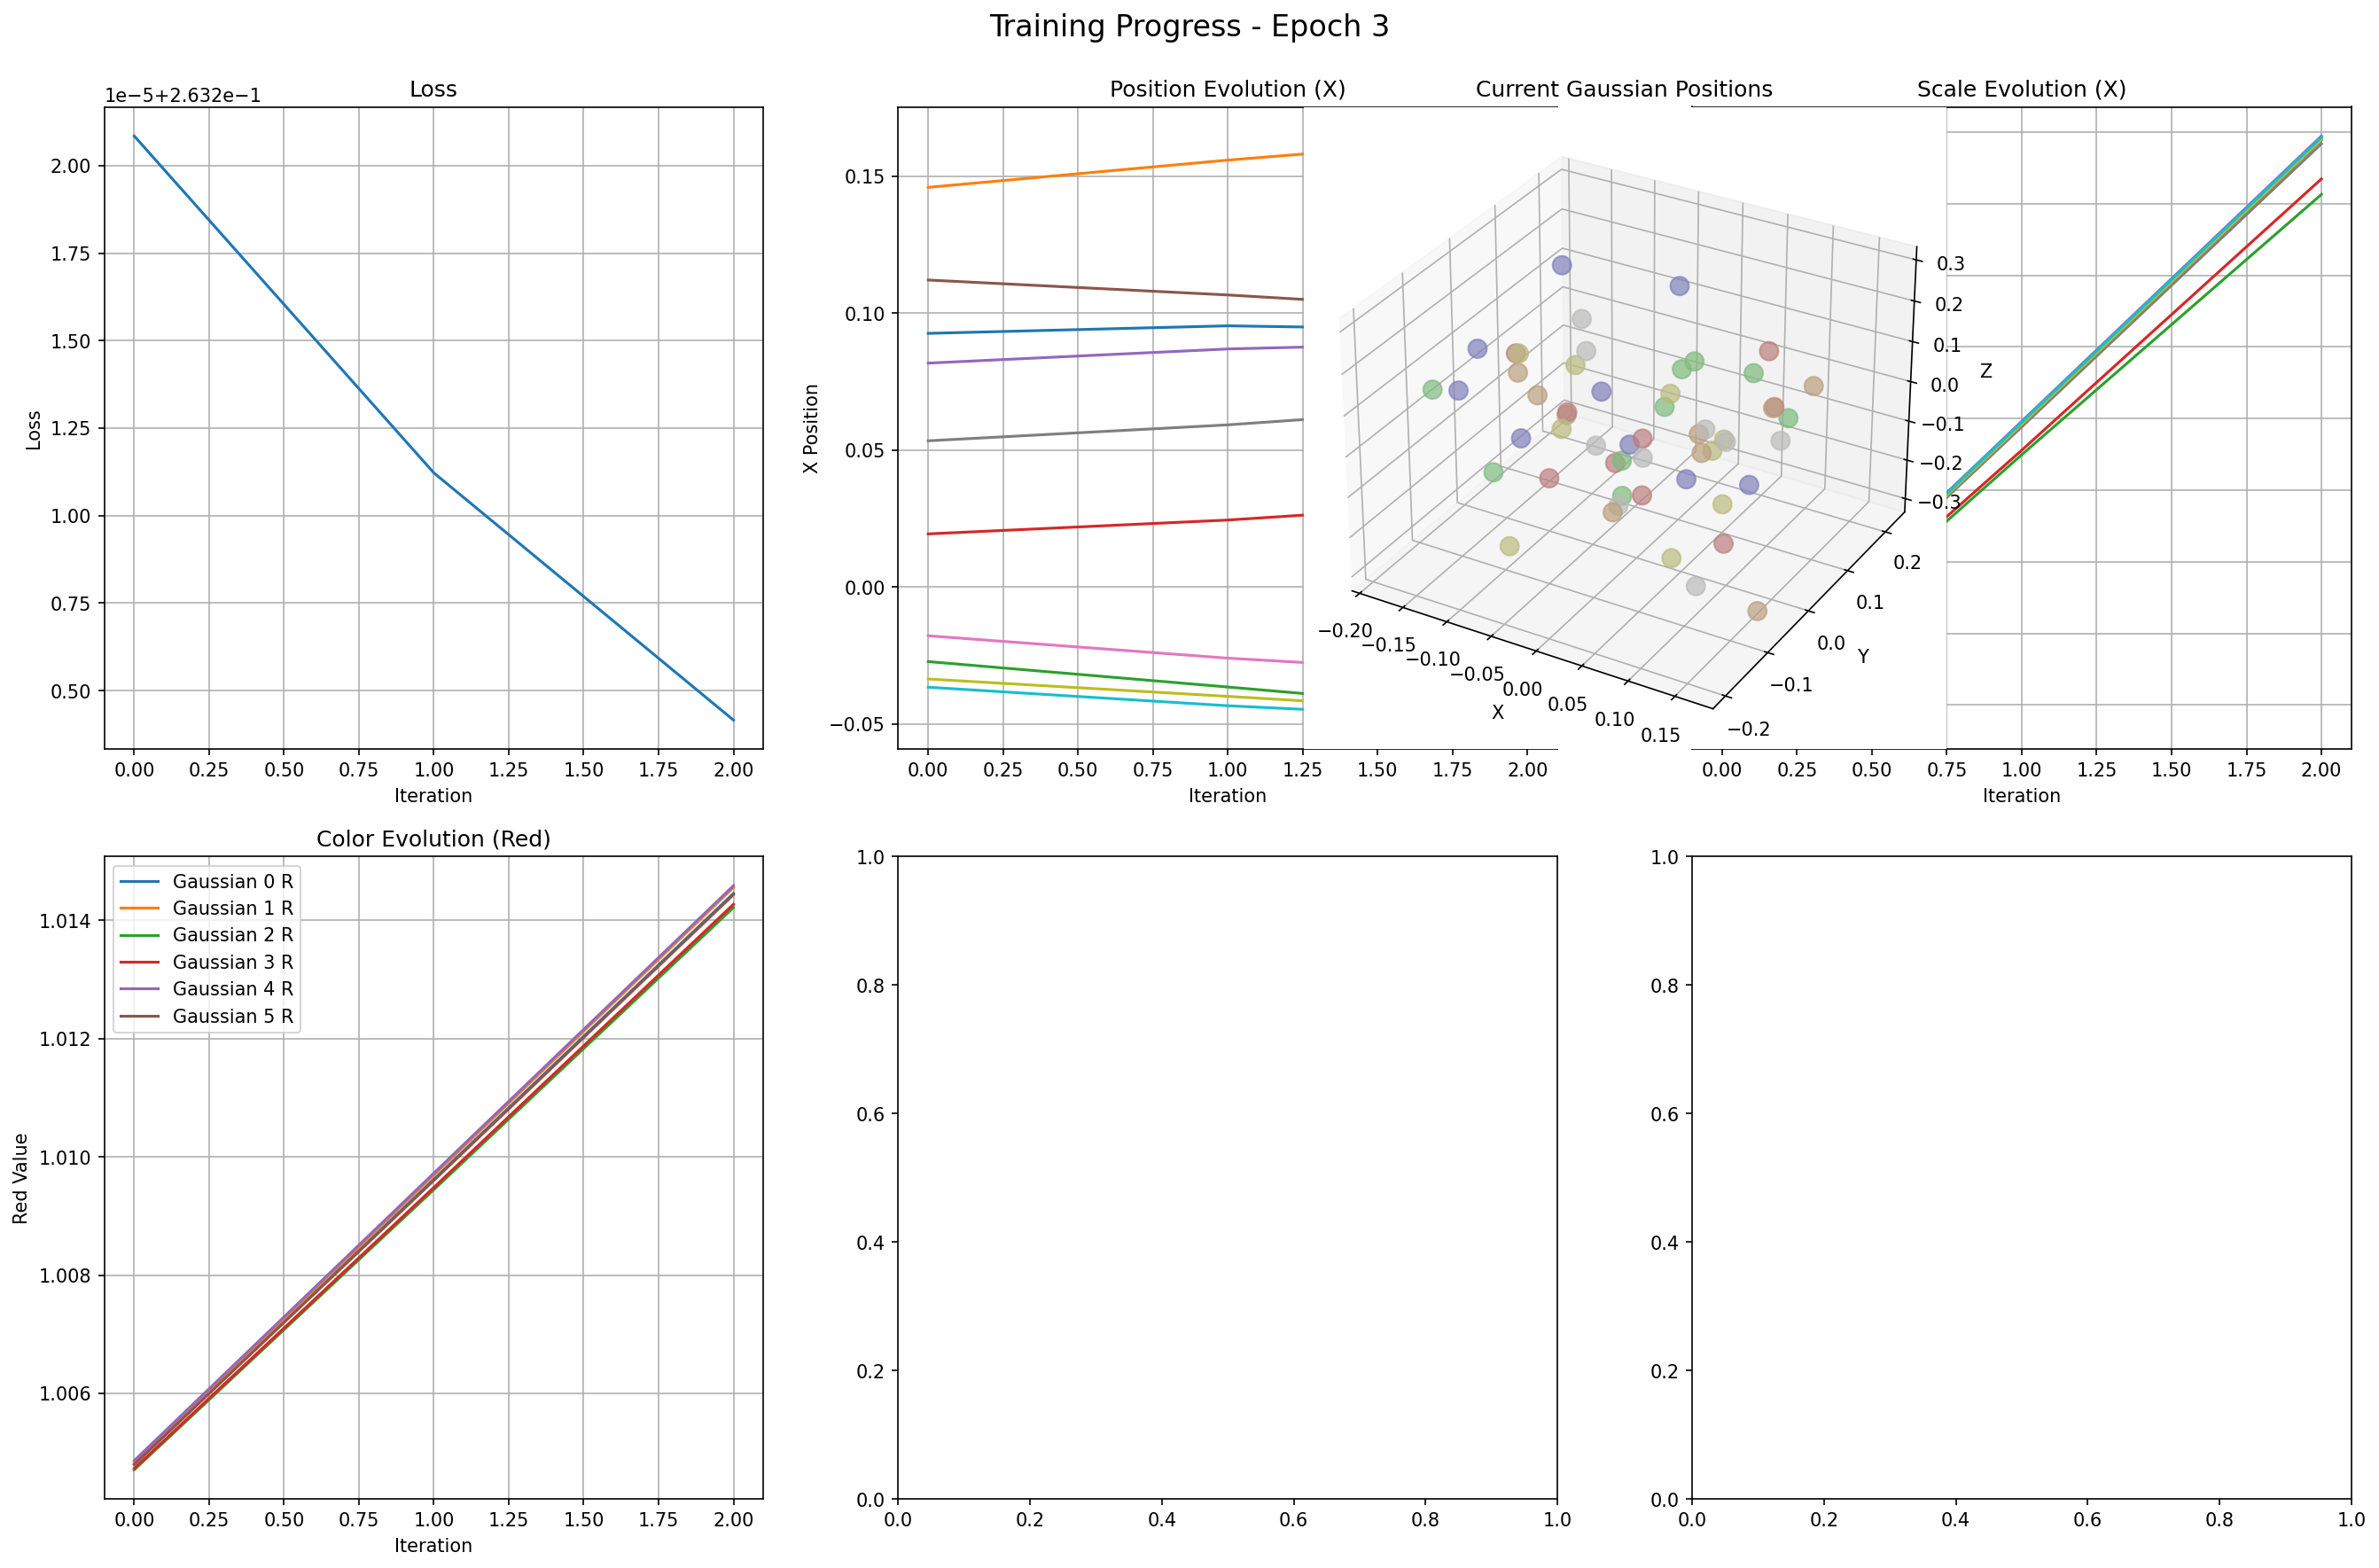 Training Progress - Epoch 3
Loss
1e−5+2.632e−1
2.00
1.75
1.50
1.25
1.00
0.75
0.50
Loss
0.00 0.25 0.50 0.75 1.00 1.25 1.50 1.75 2.00
Iteration
Position Evolution (X)
0.15
0.10
0.05
0.00
−0.05
X Position
0.00 0.25 0.50 0.75 1.00 1.25 1.50 1.75 2.00
Iteration
Current Gaussian Positions
0.3
0.2
0.1
0.0
−0.1
−0.2
−0.3
Z
0.2
0.1
0.0
−0.1
−0.2
Y
−0.20
−0.15
−0.10
−0.05
0.00
0.05
0.10
0.15
X
Scale Evolution (X)
0.00 0.25 0.50 0.75 1.00 1.25 1.50 1.75 2.00
Iteration
Color Evolution (Red)
Gaussian 0 R
Gaussian 1 R
Gaussian 2 R
Gaussian 3 R
Gaussian 4 R
Gaussian 5 R
1.014
1.012
1.010
1.008
1.006
Red Value
0.00 0.25 0.50 0.75 1.00 1.25 1.50 1.75 2.00
Iteration
1.0
0.8
0.6
0.4
0.2
0.0
0.0 0.2 0.4 0.6 0.8 1.0
1.0
0.8
0.6
0.4
0.2
0.0
0.0 0.2 0.4 0.6 0.8 1.0